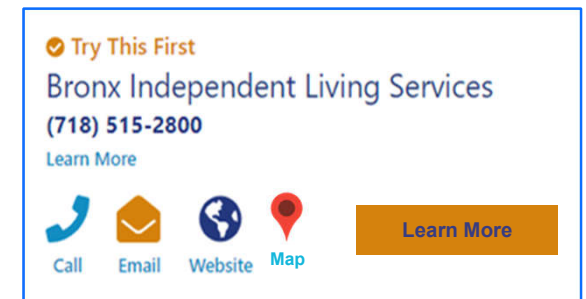 Try This First
Bronx Independent Living Services
(718) 515-2800
Learn More
Call Email Website Map
Learn More